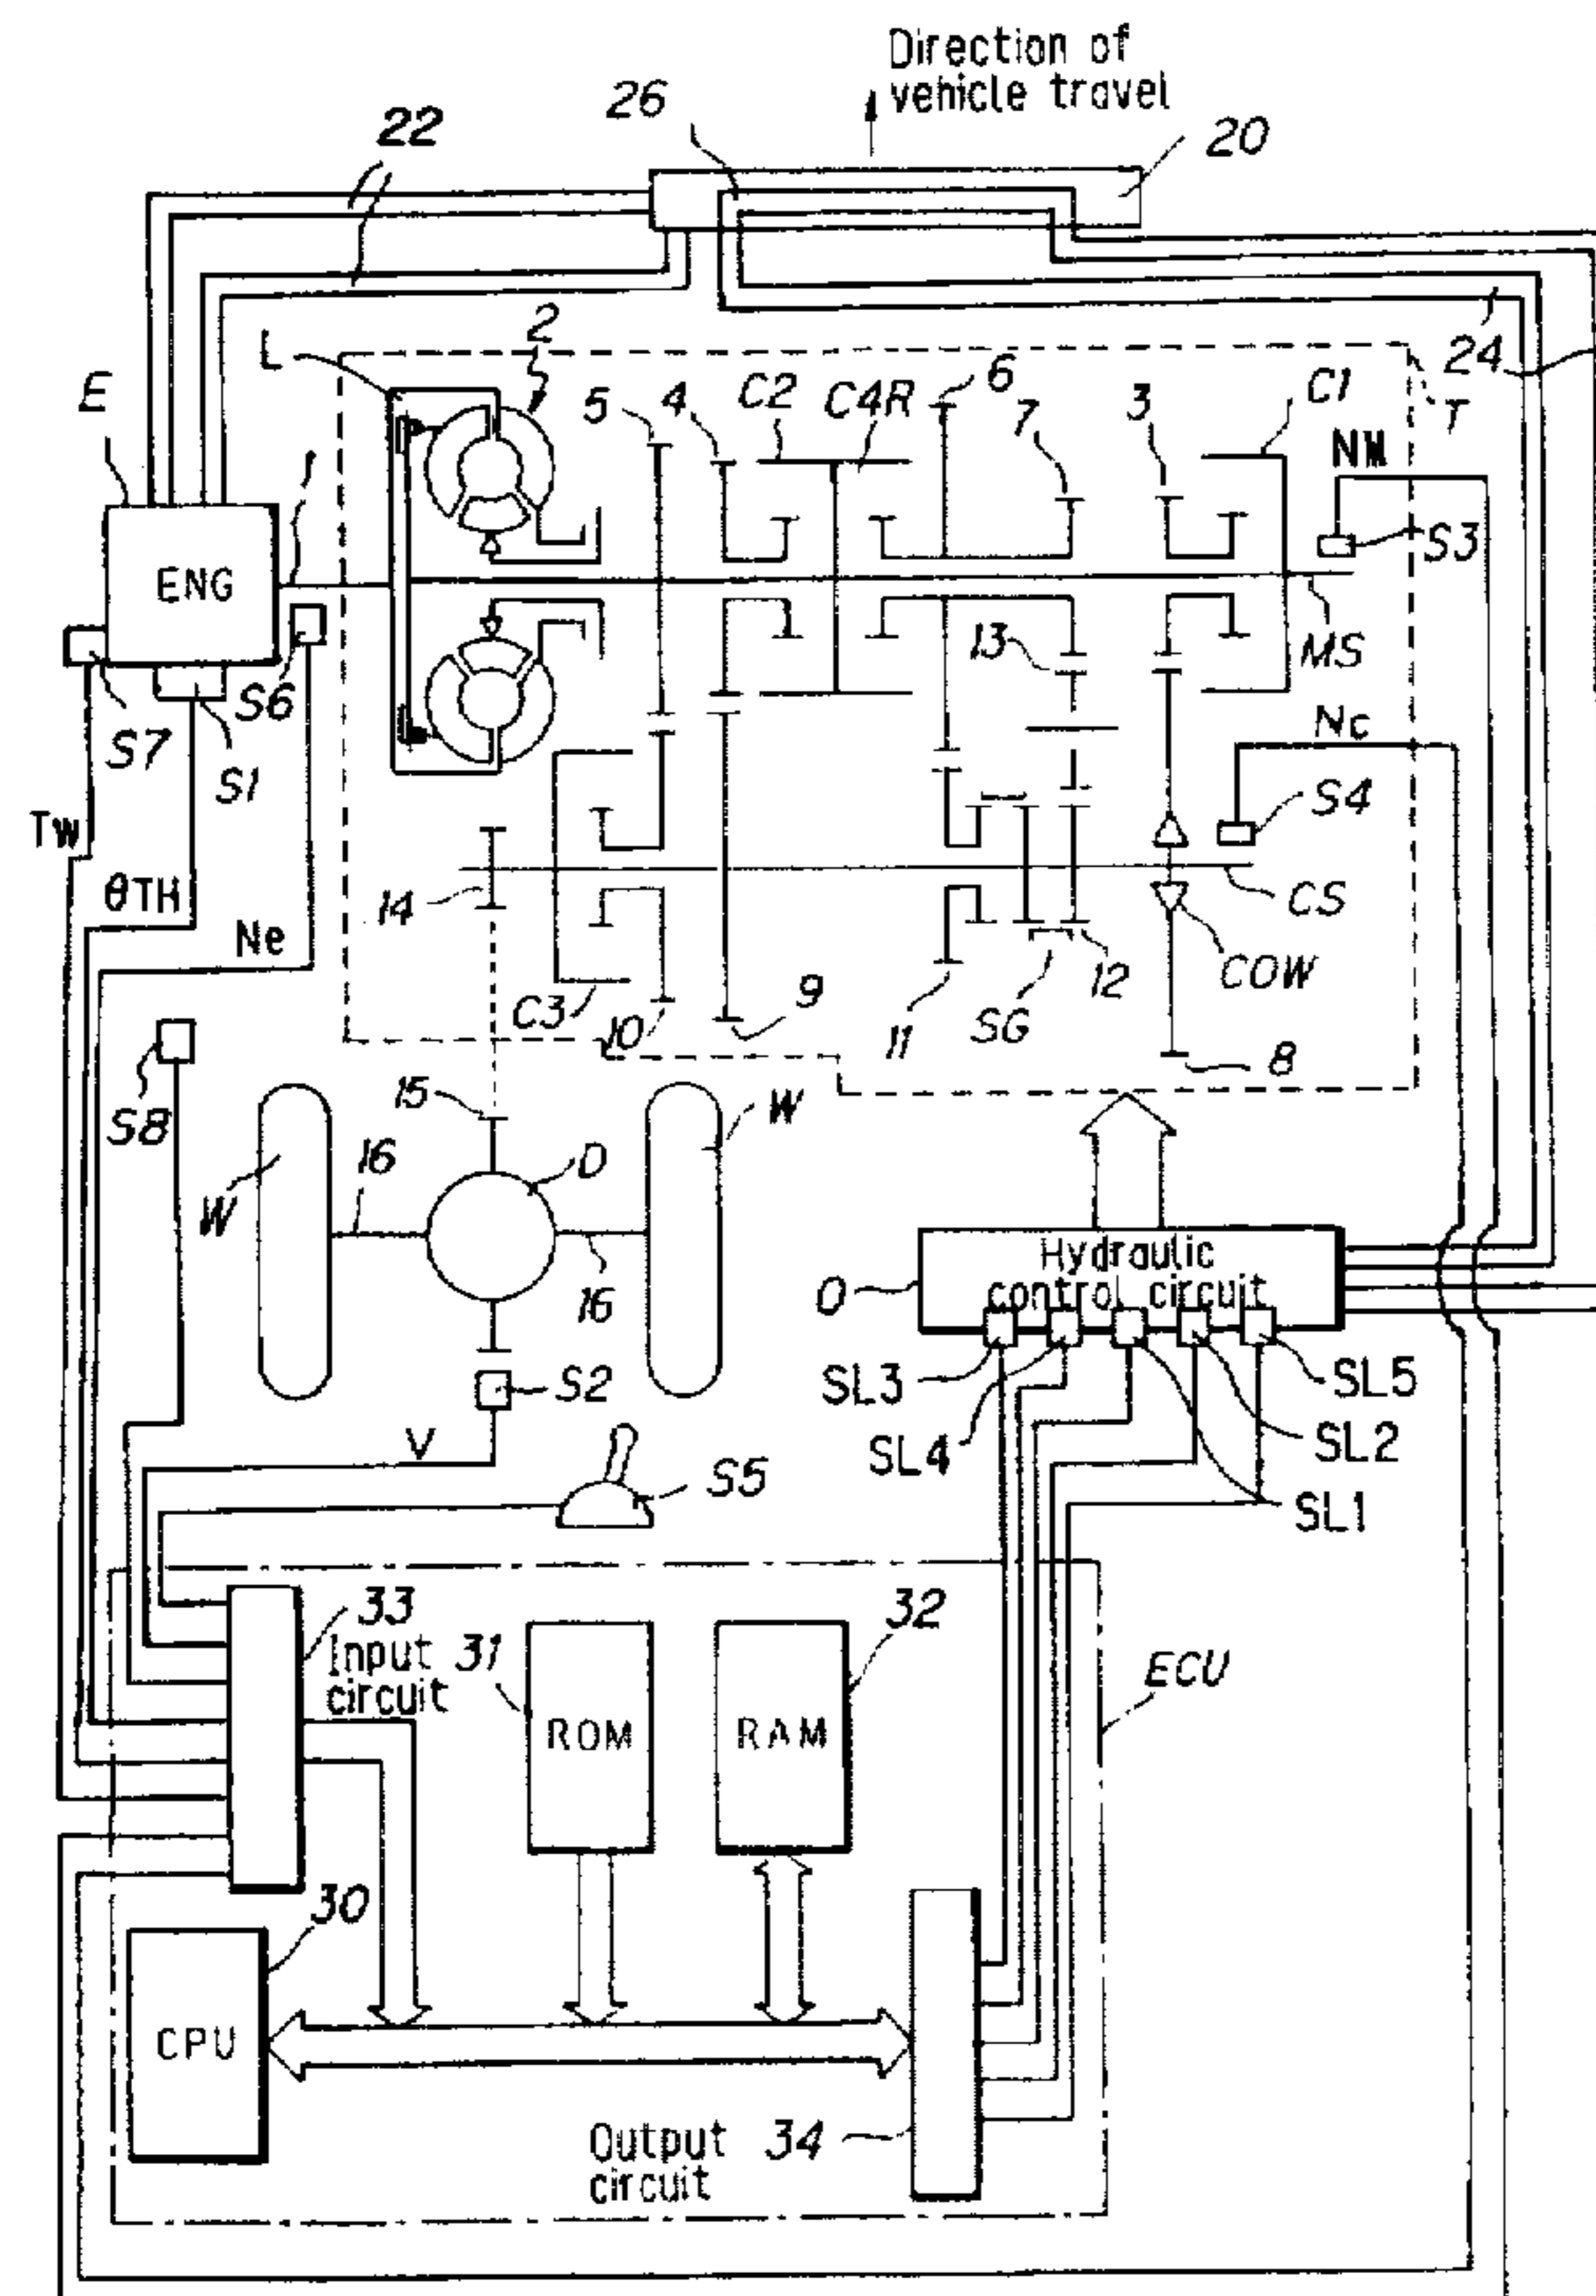 Direction of
vehicle travel
26
20
22
L
2
24
E
5
4
C2
C4R
6
7
3
C1
T
NM
1
S3
ENG
MS
13
S6
S7
S1
Nc
S4
Tw
θTH
Ne
14
CS
C3
10
9
11
SG
12
COW
8
S8
15
W
16
D
W
16
O
Hydraulic
control circuit
SL3
SL5
S2
SL4
SL2
V
S5
SL1
33
Input
circuit
31
32
ECU
ROM
RAM
30
CPU
Output
circuit
34